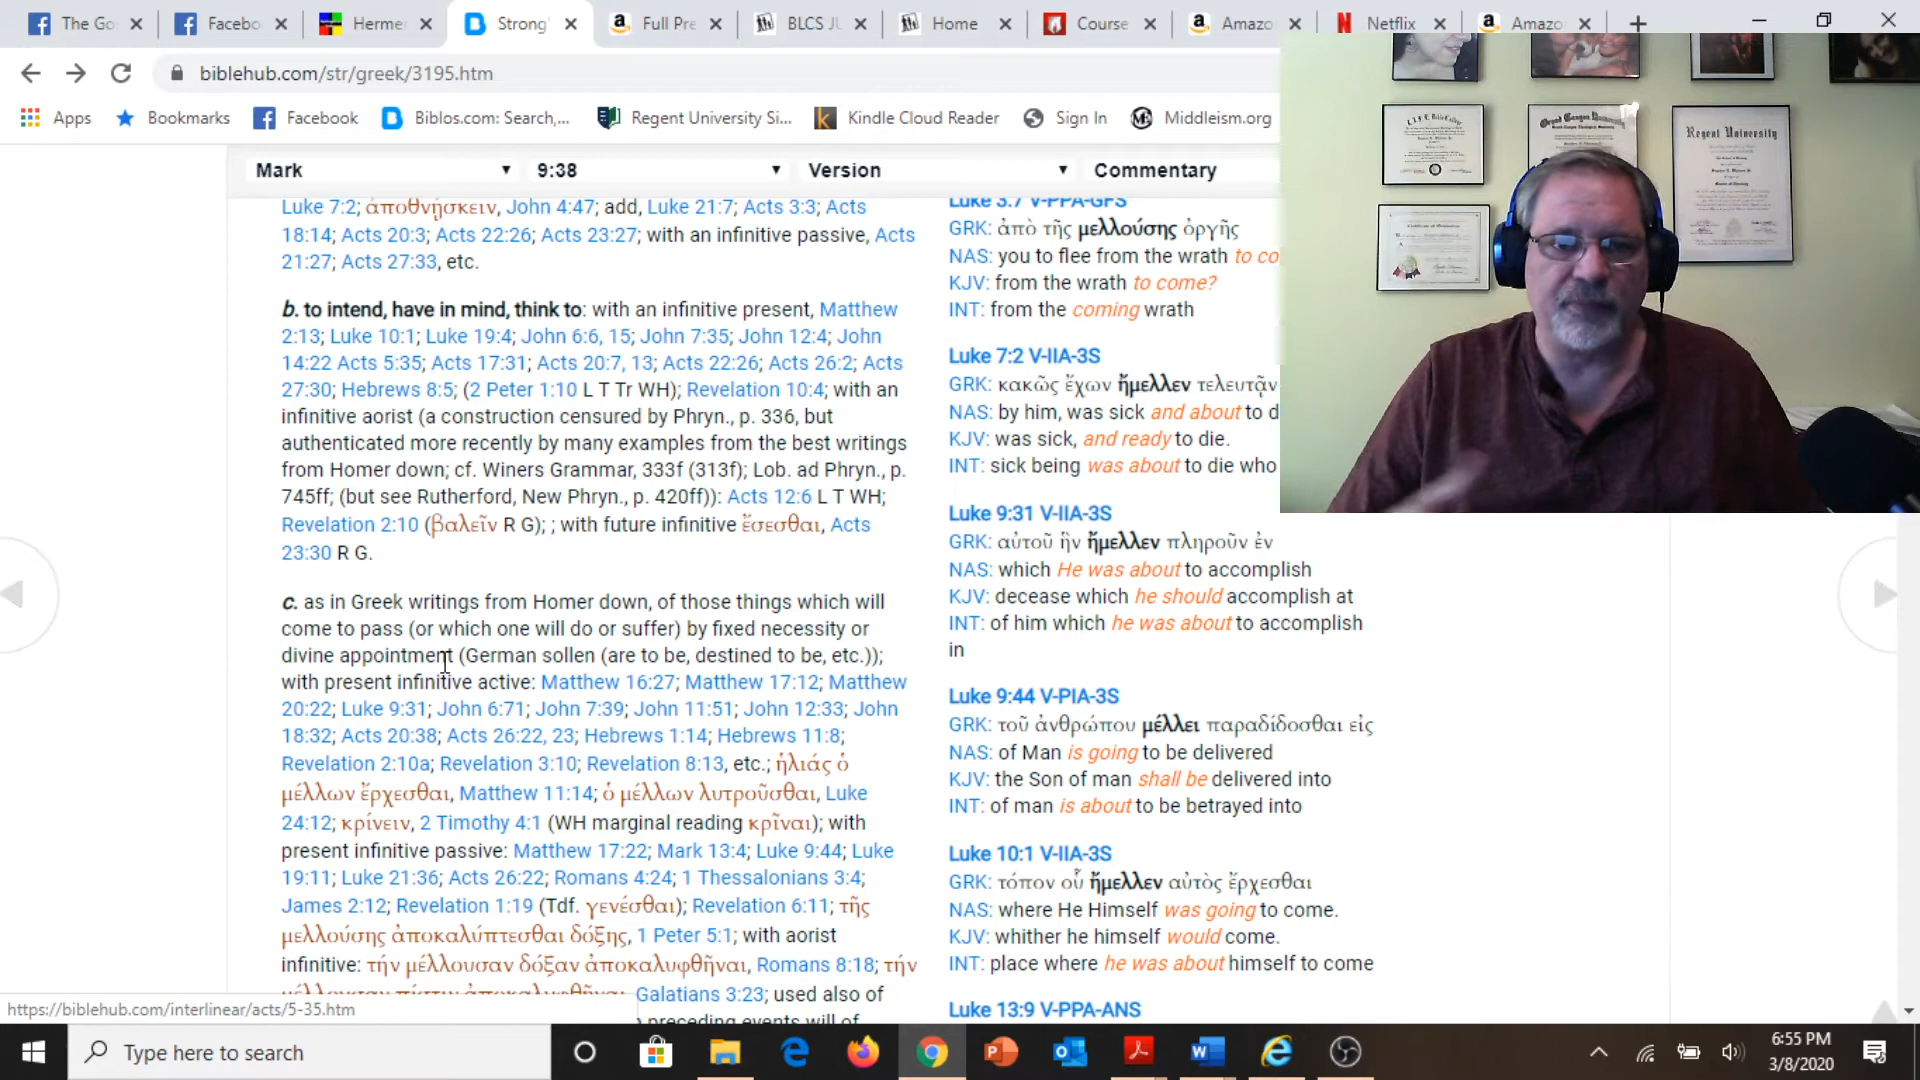 The Go
Facebo
Herme
Strong'
Full Pre
BLCS JU
Home
Course
Amazo
Netflix
Amazo
biblehub.com/str/greek/3195.htm
Apps
Bookmarks
Facebook
Biblos.com: Search,...
Regent University Si...
Kindle Cloud Reader
Sign In
Middleism.org
Mark
9:38
Version
Commentary
Luke 7:2; ἀποθνῄσκειν, John 4:47; add, Luke 21:7; Acts 3:3; Acts
18:14; Acts 20:3; Acts 22:26; Acts 23:27; with an infinitive passive, Acts
21:27; Acts 27:33, etc.
b. to intend, have in mind, think to: with an infinitive present, Matthew
2:13; Luke 10:1; Luke 19:4; John 6:6, 15; John 7:35; John 12:4; John
14:22 Acts 5:35; Acts 17:31; Acts 20:7, 13; Acts 22:26; Acts 26:2; Acts
27:30; Hebrews 8:5; (2 Peter 1:10 L T Tr WH); Revelation 10:4; with an
infinitive aorist (a construction censured by Phryn., p. 336, but
authenticated more recently by many examples from the best writings
from Homer down; cf. Winers Grammar, 333f (313f); Lob. ad Phryn., p.
745ff; (but see Rutherford, New Phryn., p. 420ff)): Acts 12:6 L T WH;
Revelation 2:10 (βαλεῖν R G); ; with future infinitive ἔσεσθαι, Acts
23:30 R G.
c. as in Greek writings from Homer down, of those things which will
come to pass (or which one will do or suffer) by fixed necessity or
divine appointment (German sollen (are to be, destined to be, etc.));
with present infinitive active: Matthew 16:27; Matthew 17:12; Matthew
20:22; Luke 9:31; John 6:71; John 7:39; John 11:51; John 12:33; John
18:32; Acts 20:38; Acts 26:22, 23; Hebrews 1:14; Hebrews 11:8;
Revelation 2:10a; Revelation 3:10; Revelation 8:13, etc.; ἡλιάς ὁ
μέλλων ἔρχεσθαι, Matthew 11:14; ὁ μέλλων λυτροῦσθαι, Luke
24:12; κρίνειν, 2 Timothy 4:1 (WH marginal reading κρῖναι); with
present infinitive passive: Matthew 17:22; Mark 13:4; Luke 9:44; Luke
19:11; Luke 21:36; Acts 26:22; Romans 4:24; 1 Thessalonians 3:4;
James 2:12; Revelation 1:19 (Tdf. γενέσθαι); Revelation 6:11; τῆς
μελλούσης ἀποκαλύπτεσθαι δόξης, 1 Peter 5:1; with aorist
infinitive: τήν μέλλουσαν δόξαν ἀποκαλυφθῆναι, Romans 8:18; τήν
Galatians 3:23; used also of
preceding events will of
Luke 3:7 V-PPA-GFS
GRK: ἀπὸ τῆς μελλούσης ὀργῆς
NAS: you to flee from the wrath to co
KJV: from the wrath to come?
INT: from the coming wrath
Luke 7:2 V-IIA-3S
GRK: κακῶς ἔχων ἤμελλεν τελευτᾷν
NAS: by him, was sick and about to d
KJV: was sick, and ready to die.
INT: sick being was about to die who
Luke 9:31 V-IIA-3S
GRK: αὐτοῦ ἣν ἤμελλεν πληροῦν ἐν
NAS: which He was about to accomplish
KJV: decease which he should accomplish at
INT: of him which he was about to accomplish
in
Luke 9:44 V-PIA-3S
GRK: τοῦ ἀνθρώπου μέλλει παραδίδοσθαι εἰς
NAS: of Man is going to be delivered
KJV: the Son of man shall be delivered into
INT: of man is about to be betrayed into
Luke 10:1 V-IIA-3S
GRK: τόπον οὗ ἤμελλεν αὐτὸς ἔρχεσθαι
NAS: where He Himself was going to come.
KJV: whither he himself would come.
INT: place where he was about himself to come
Luke 13:9 V-PPA-ANS
Regent University
https://biblehub.com/interlinear/acts/5-35.htm
Type here to search
6:55 PM
3/8/2020